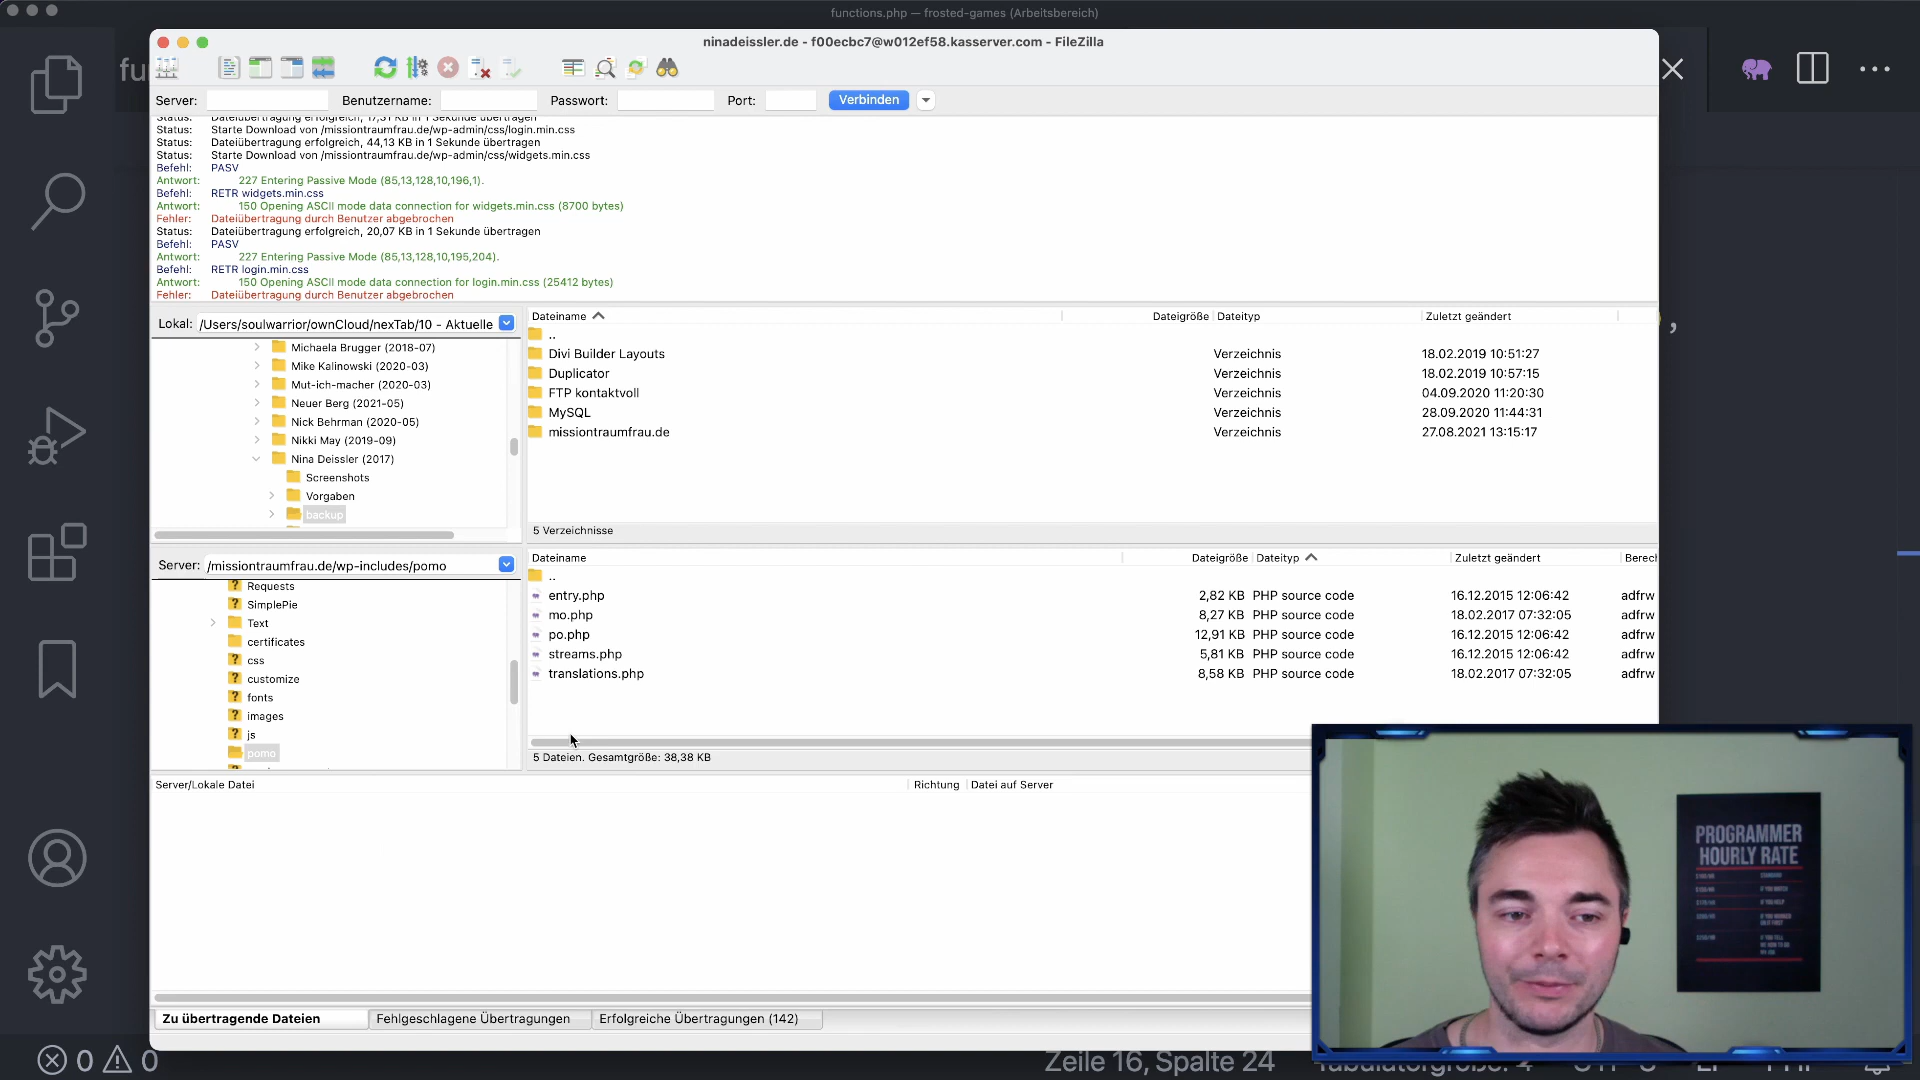 functions.php — frosted-games (Arbeitsbereich)
ninadeissler.de - f00ecbc7@w012ef58.kasserver.com - FileZilla
Server: Benutzername: Passwort: Port: Verbinden
Status: Dateiübertragung erfolgreich, 17,31 KB in 1 Sekunde übertragen
Status: Starte Download von /missiontraumfrau.de/wp-admin/css/login.min.css
Status: Dateiübertragung erfolgreich, 44,13 KB in 1 Sekunde übertragen
Status: Starte Download von /missiontraumfrau.de/wp-admin/css/widgets.min.css
Befehl: PASV
Antwort: 227 Entering Passive Mode (85,13,128,10,196,1).
Befehl: RETR widgets.min.css
Antwort: 150 Opening ASCII mode data connection for widgets.min.css (8700 bytes)
Fehler: Dateiübertragung durch Benutzer abgebrochen
Status: Dateiübertragung erfolgreich, 20,07 KB in 1 Sekunde übertragen
Befehl: PASV
Antwort: 227 Entering Passive Mode (85,13,128,10,195,204).
Befehl: RETR login.min.css
Antwort: 150 Opening ASCII mode data connection for login.min.css (25412 bytes)
Fehler: Dateiübertragung durch Benutzer abgebrochen
Lokal: /Users/soulwarrior/ownCloud/nexTab/10 - Aktuelle
Michaela Brugger (2018-07)
Mike Kalinowski (2020-03)
Mut-ich-macher (2020-03)
Neuer Berg (2021-05)
Nick Behrman (2020-05)
Nikki May (2019-09)
Nina Deissler (2017)
Screenshots
Vorgaben
backup
Dateiname Dateigröße Dateityp Zuletzt geändert
..
Divi Builder Layouts Verzeichnis 18.02.2019 10:51:27
Duplicator Verzeichnis 18.02.2019 10:57:15
FTP kontaktvoll Verzeichnis 04.09.2020 11:20:30
MySQL Verzeichnis 28.09.2020 11:44:31
missiontraumfrau.de Verzeichnis 27.08.2021 13:15:17
5 Verzeichnisse
Server: /missiontraumfrau.de/wp-includes/pomo
Requests
SimplePie
Text
certificates
css
customize
fonts
images
js
pomo
Dateiname Dateigröße Dateityp Zuletzt geändert Berech
..
entry.php 2,82 KB PHP source code 16.12.2015 12:06:42 adfrw
mo.php 8,27 KB PHP source code 18.02.2017 07:32:05 adfrw
po.php 12,91 KB PHP source code 16.12.2015 12:06:42 adfrw
streams.php 5,81 KB PHP source code 16.12.2015 12:06:42 adfrw
translations.php 8,58 KB PHP source code 18.02.2017 07:32:05 adfrw
5 Dateien. Gesamtgröße: 38,38 KB
Server/Lokale Datei Richtung Datei auf Server
Zu übertragende Dateien Fehlgeschlagene Übertragungen Erfolgreiche Übertragungen (142)
PROGRAMMER
HOURLY RATE
0 0 Zeile 16, Spalte 24